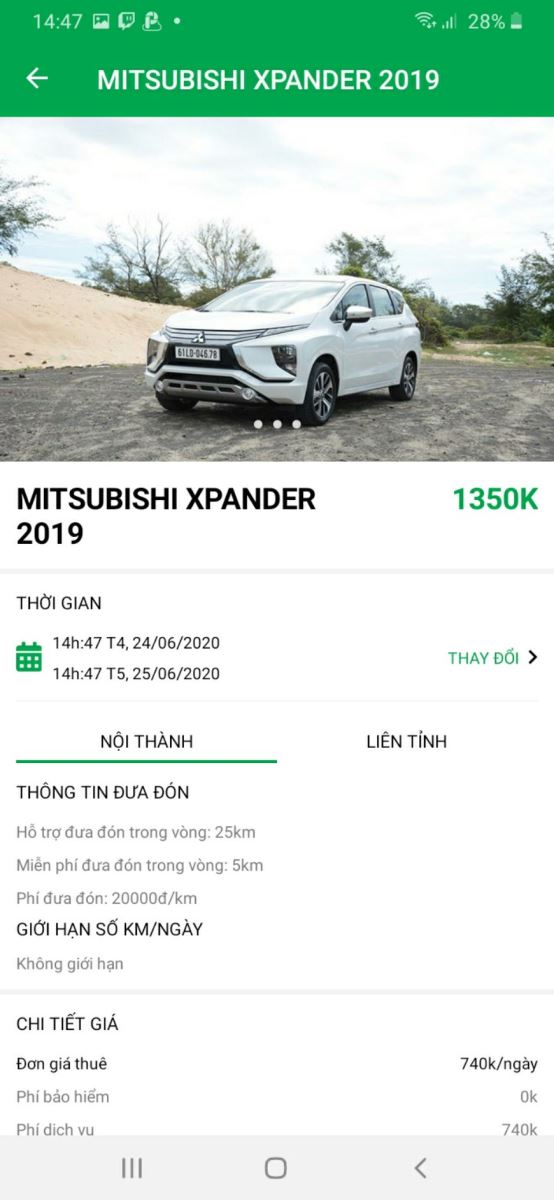 14:47
28%
MITSUBISHI XPANDER 2019
61LD-046.78
MITSUBISHI XPANDER
2019
1350K
THỜI GIAN
14h:47 T4, 24/06/2020
14h:47 T5, 25/06/2020
THAY ĐỔI
NỘI THÀNH
LIÊN TỈNH
THÔNG TIN ĐƯA ĐÓN
Hỗ trợ đưa đón trong vòng: 25km
Miễn phí đưa đón trong vòng: 5km
Phí đưa đón: 20000đ/km
GIỚI HẠN SỐ KM/NGÀY
Không giới hạn
CHI TIẾT GIÁ
Đơn giá thuê
740k/ngày
Phí bảo hiểm
0k
Phí dịch vụ
740k